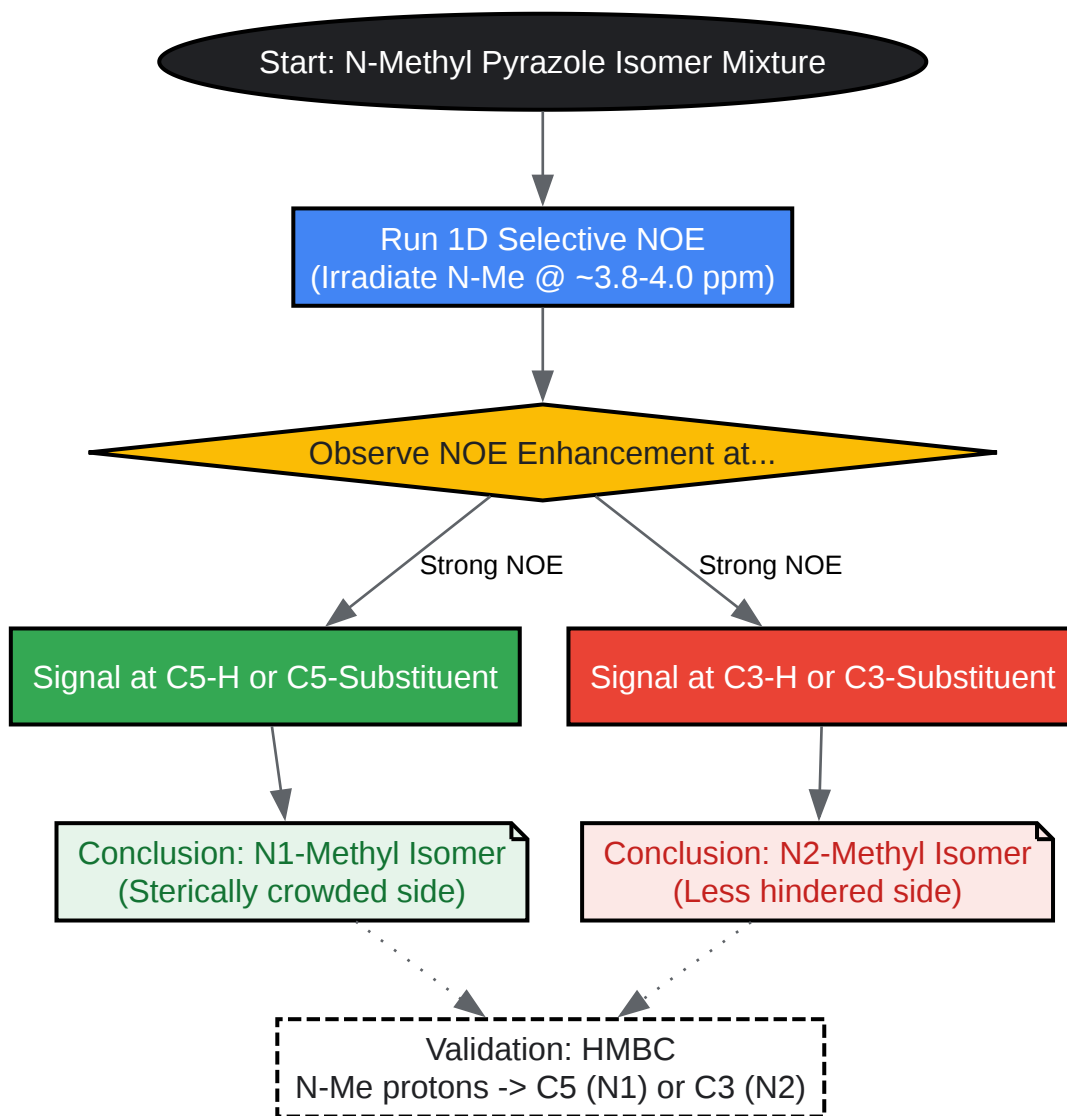 Start: N-Methyl Pyrazole Isomer Mixture
Run 1D Selective NOE
(Irradiate N-Me @ ~3.8-4.0 ppm)
Observe NOE Enhancement at...
Strong NOE
Strong NOE
Signal at C5-H or C5-Substituent
Signal at C3-H or C3-Substituent
Conclusion: N1-Methyl Isomer
(Sterically crowded side)
Conclusion: N2-Methyl Isomer
(Less hindered side)
Validation: HMBC
N-Me protons -> C5 (N1) or C3 (N2)